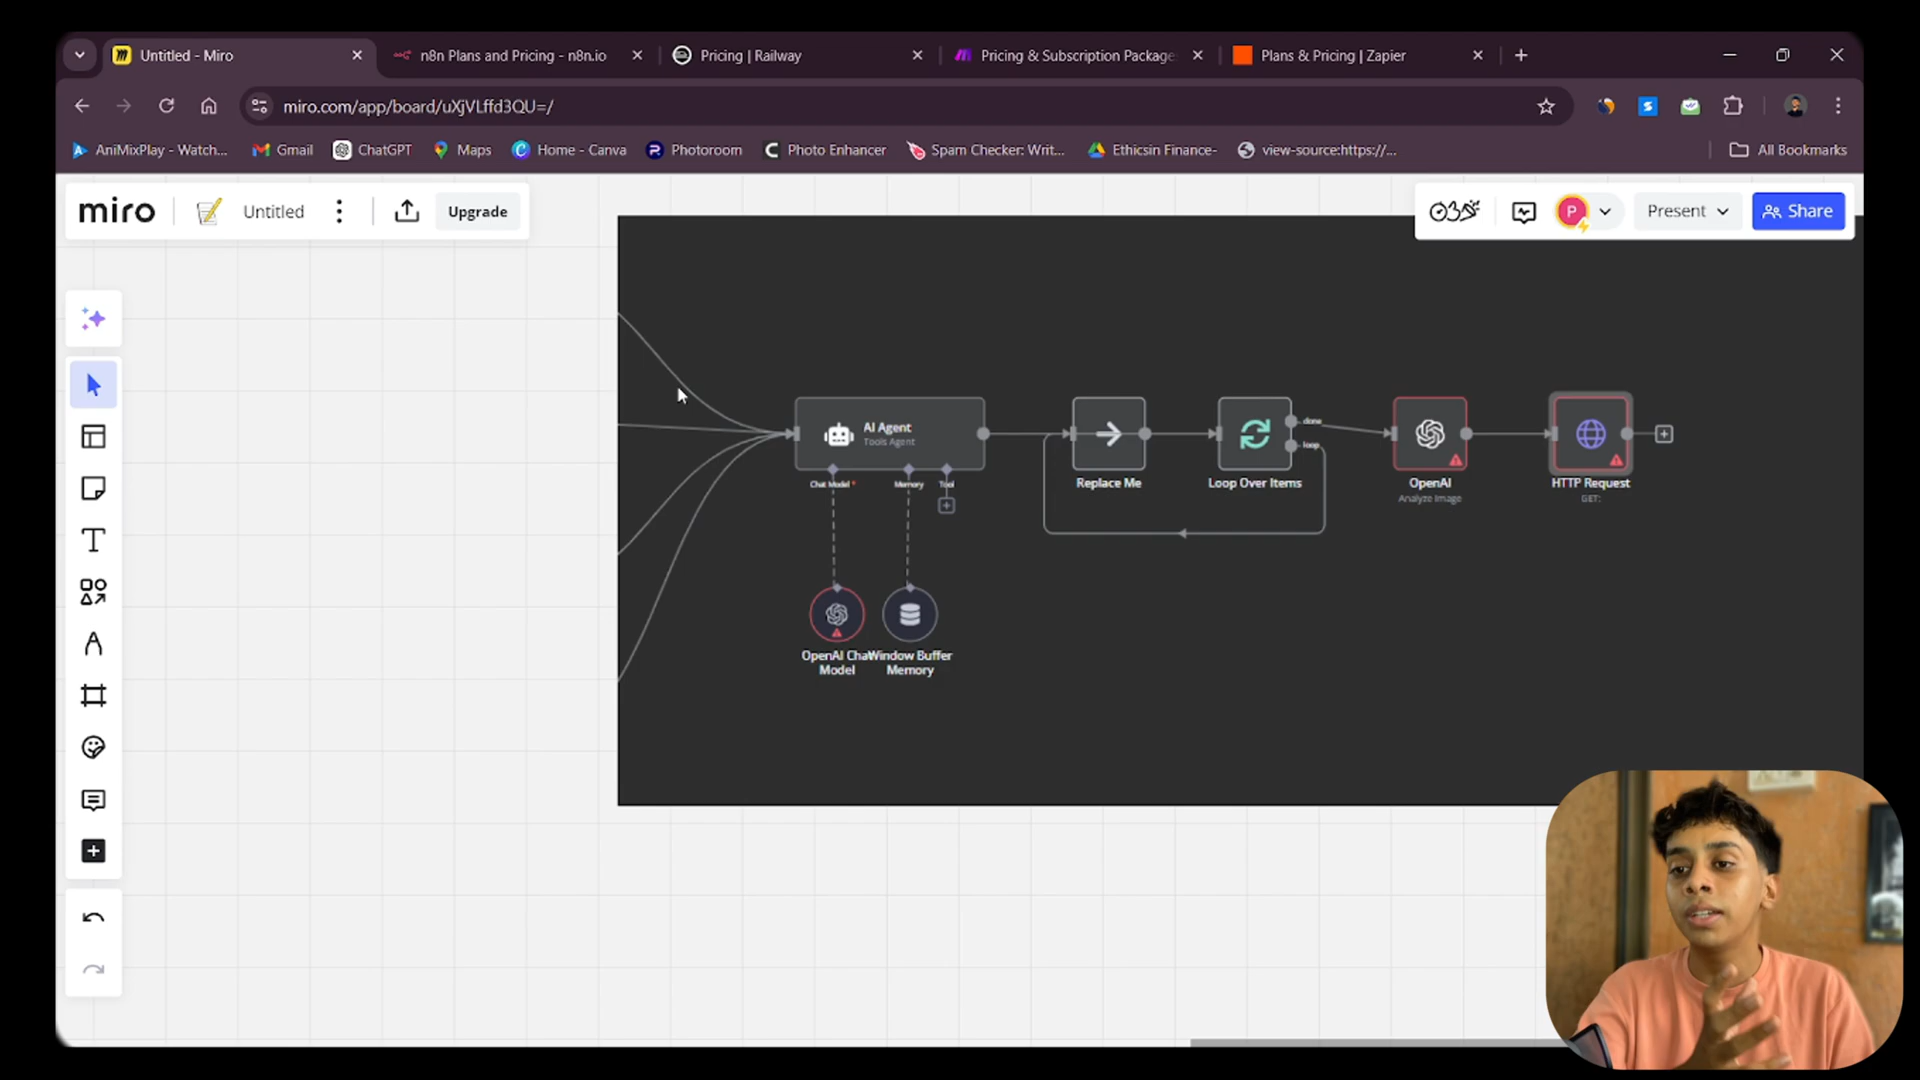 Untitled - Miro
n8n Plans and Pricing - n8n.io
Pricing | Railway
Pricing & Subscription Package
Plans & Pricing | Zapier
miro.com/app/board/uXjVLffd3QU=/
AniMixPlay - Watch...
Gmail
ChatGPT
Maps
Home - Canva
Photoroom
Photo Enhancer
Spam Checker: Writ...
Ethicsin Finance-
view-source:https://...
All Bookmarks
miro
Untitled
Upgrade
P
Present
Share
AI Agent
Tools Agent
Chat Model *
Memory
Tool
Replace Me
done
loop
Loop Over Items
OpenAI
Analyze Image
HTTP Request
GET:
OpenAI Chat
Model
Window Buffer
Memory